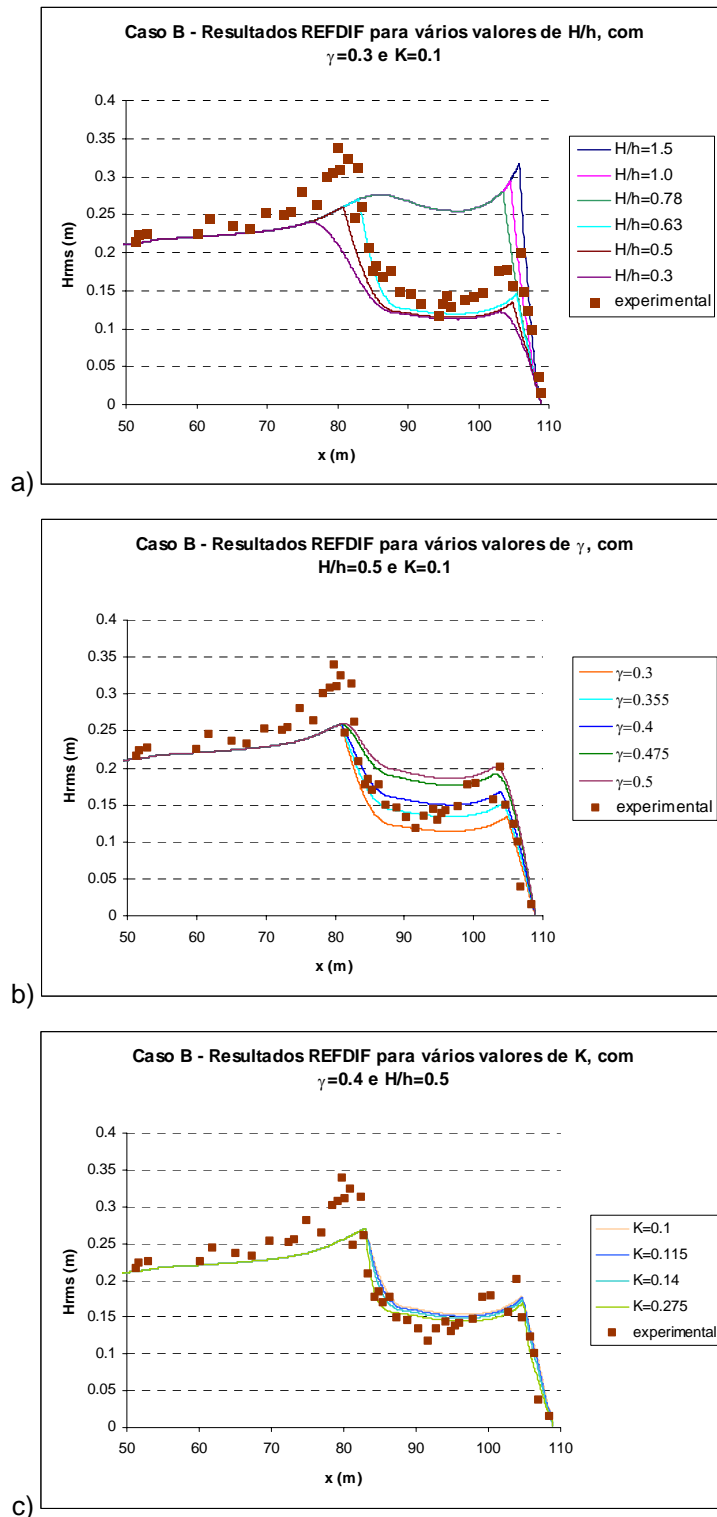 Caso B - Resultados REFDIF para vários valores de H/h, com
γ=0.3 e K=0.1
0.4
0.35
0.3
0.25
0.2
0.15
0.1
0.05
0
Hrms (m)
50
60
70
80
90
100
110
x (m)
H/h=1.5
H/h=1.0
H/h=0.78
H/h=0.63
H/h=0.5
H/h=0.3
experimental
a)
Caso B - Resultados REFDIF para vários valores de γ, com
H/h=0.5 e K=0.1
0.4
0.35
0.3
0.25
0.2
0.15
0.1
0.05
0
Hrms (m)
50
60
70
80
90
100
110
x (m)
γ=0.3
γ=0.355
γ=0.4
γ=0.475
γ=0.5
experimental
b)
Caso B - Resultados REFDIF para vários valores de K, com
γ=0.4 e H/h=0.5
0.4
0.35
0.3
0.25
0.2
0.15
0.1
0.05
0
Hrms (m)
50
60
70
80
90
100
110
x (m)
K=0.1
K=0.115
K=0.14
K=0.275
experimental
c)